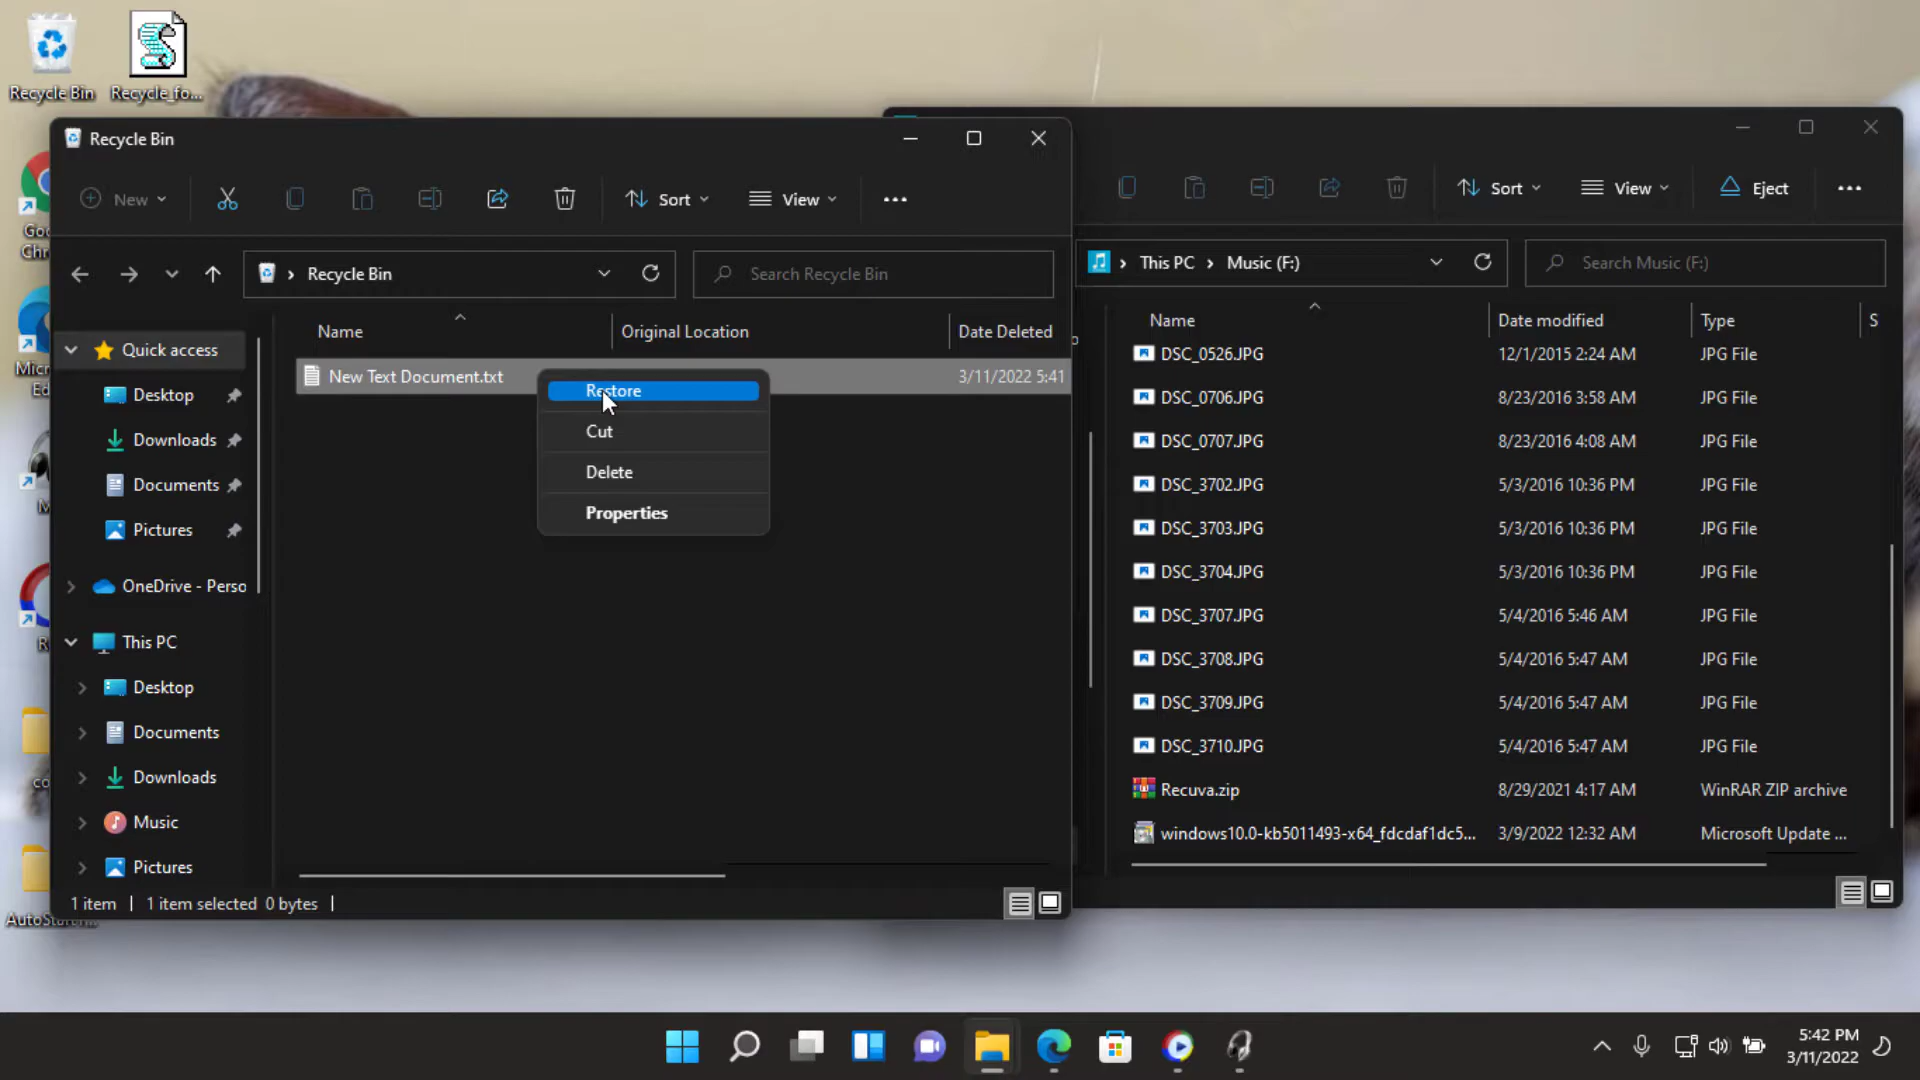 Recycle Bin
Recycle_fo...
Recycle Bin
New
Sort
View
Recycle Bin
Search Recycle Bin
Name
Original Location
Date Deleted
Quick access
Desktop
Downloads
Documents
Pictures
OneDrive - Perso
This PC
Desktop
Documents
Downloads
Music
Pictures
New Text Document.txt
3/11/2022 5:41
Restore
Cut
Delete
Properties
1 item
1 item selected 0 bytes
Sort
View
Eject
This PC
Music (F:)
Search Music (F:)
Name
Date modified
Type
S
DSC_0526.JPG 12/1/2015 2:24 AM JPG File
DSC_0706.JPG 8/23/2016 3:58 AM JPG File
DSC_0707.JPG 8/23/2016 4:08 AM JPG File
DSC_3702.JPG 5/3/2016 10:36 PM JPG File
DSC_3703.JPG 5/3/2016 10:36 PM JPG File
DSC_3704.JPG 5/3/2016 10:36 PM JPG File
DSC_3707.JPG 5/4/2016 5:46 AM JPG File
DSC_3708.JPG 5/4/2016 5:47 AM JPG File
DSC_3709.JPG 5/4/2016 5:47 AM JPG File
DSC_3710.JPG 5/4/2016 5:47 AM JPG File
Recuva.zip 8/29/2021 4:17 AM WinRAR ZIP archive
windows10.0-kb5011493-x64_fdcdaf1dc5... 3/9/2022 12:32 AM Microsoft Update ...
Goo
Chr
Micr
Ed
M
R
co
5:42 PM
3/11/2022